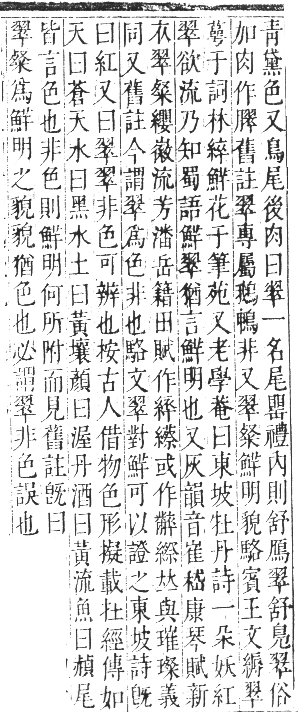 青黛色又鳥尾後肉曰翠一名尾罌禮內則舒鴈翠舒鳧翠俗
加肉作臎舊註翠專屬鵝鴨非又翠粲鮮明貌駱賓王文縟翠
萼于詞林綷鮮花于筆苑又老學菴曰東坡牡丹詩一朶妖紅
翠欲流乃知蜀語鮮翠猶言鮮明也又灰韻音崔嵇康琴賦新
衣翠粲纓徽流芳潘岳籍田賦作綷縩或作辭縩𠀤與璀璨義
同又舊註今謂翠爲色非也駱文翠對鮮可以證之東坡詩旣
曰紅又曰翠翠非色可辨也按古人借物色形擬載在經傳如
天曰蒼天水曰黑水土曰黃壤顏曰渥丹酒曰黃流魚曰赬尾
皆言色也非色則鮮明何所附而見舊註旣曰
翠粲爲鮮明之貌貌猶色也必謂翠非色誤也